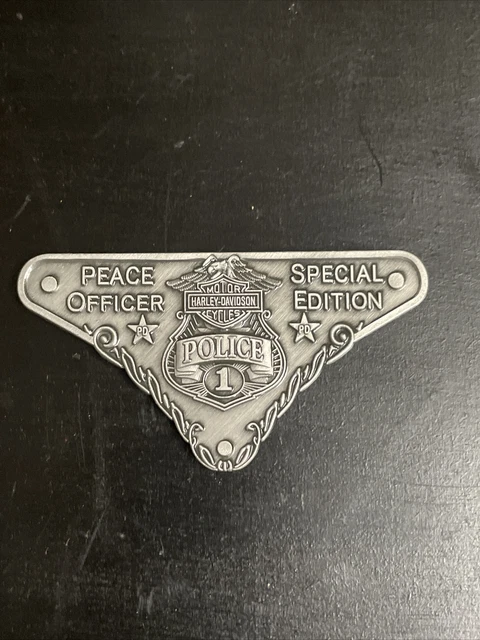 PEACE
OFFICER
SPECIAL
EDITION
MOTOR
HARLEY-DAVIDSON
CYCLES
PD
PD
POLICE
1